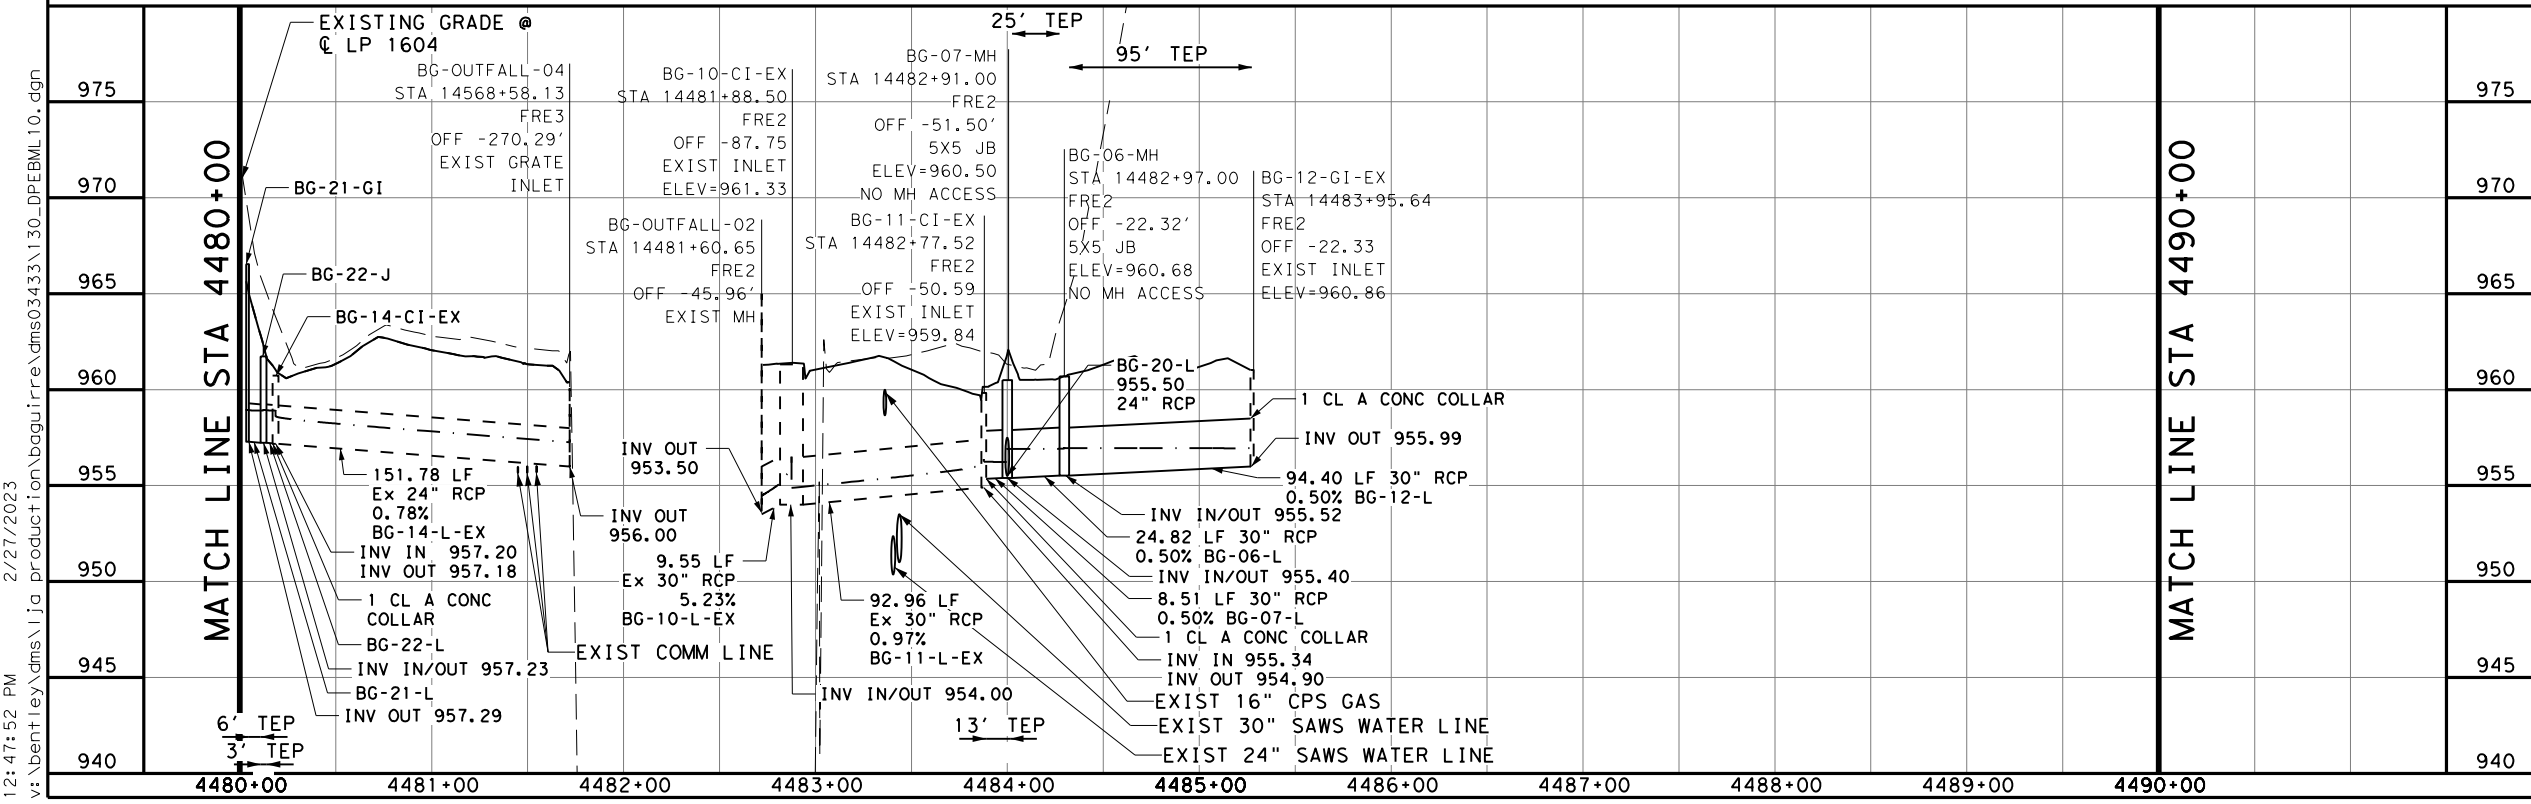 EXISTING GRADE @
℄ LP 1604
25' TEP
95' TEP
BG-OUTFALL-04
STA 14568+58.13
FRE3
OFF -270.29'
EXIST GRATE
INLET
BG-10-CI-EX
STA 14481+88.50
FRE2
OFF -87.75
EXIST INLET
ELEV=961.33
BG-07-MH
STA 14482+91.00
FRE2
OFF -51.50'
5X5 JB
ELEV=960.50
NO MH ACCESS
BG-06-MH
STA 14482+97.00
FRE2
OFF -22.32'
5X5 JB
ELEV=960.68
NO MH ACCESS
BG-12-GI-EX
STA 14483+95.64
FRE2
OFF -22.33
EXIST INLET
ELEV=960.86
BG-OUTFALL-02
STA 14481+60.65
FRE2
OFF -45.96'
EXIST MH
BG-11-CI-EX
STA 14482+77.52
FRE2
OFF -50.59
EXIST INLET
ELEV=959.84
BG-21-GI
BG-22-J
BG-14-CI-EX
BG-20-L
955.50
24" RCP
1 CL A CONC COLLAR
INV OUT 955.99
94.40 LF 30" RCP
0.50% BG-12-L
INV IN/OUT 955.52
24.82 LF 30" RCP
0.50% BG-06-L
INV IN/OUT 955.40
8.51 LF 30" RCP
0.50% BG-07-L
1 CL A CONC COLLAR
INV IN 955.34
INV OUT 954.90
EXIST 16" CPS GAS
EXIST 30" SAWS WATER LINE
EXIST 24" SAWS WATER LINE
151.78 LF
Ex 24" RCP
0.78%
BG-14-L-EX
INV IN 957.20
INV OUT 957.18
1 CL A CONC
COLLAR
BG-22-L
INV IN/OUT 957.23
BG-21-L
INV OUT 957.29
INV OUT
956.00
INV OUT
953.50
9.55 LF
Ex 30" RCP
5.23%
BG-10-L-EX
EXIST COMM LINE
92.96 LF
Ex 30" RCP
0.97%
BG-11-L-EX
INV IN/OUT 954.00
6' TEP
3' TEP
13' TEP
MATCH LINE STA 4480+00
MATCH LINE STA 4490+00
975
970
965
960
955
950
945
940
975
970
965
960
955
950
945
940
4480+00
4481+00
4482+00
4483+00
4484+00
4485+00
4486+00
4487+00
4488+00
4489+00
4490+00
12:47:52 PM 2/27/2023
v:\bentley\dms\lja production\baguirre\dms03433\130_DPEBML10.dgn